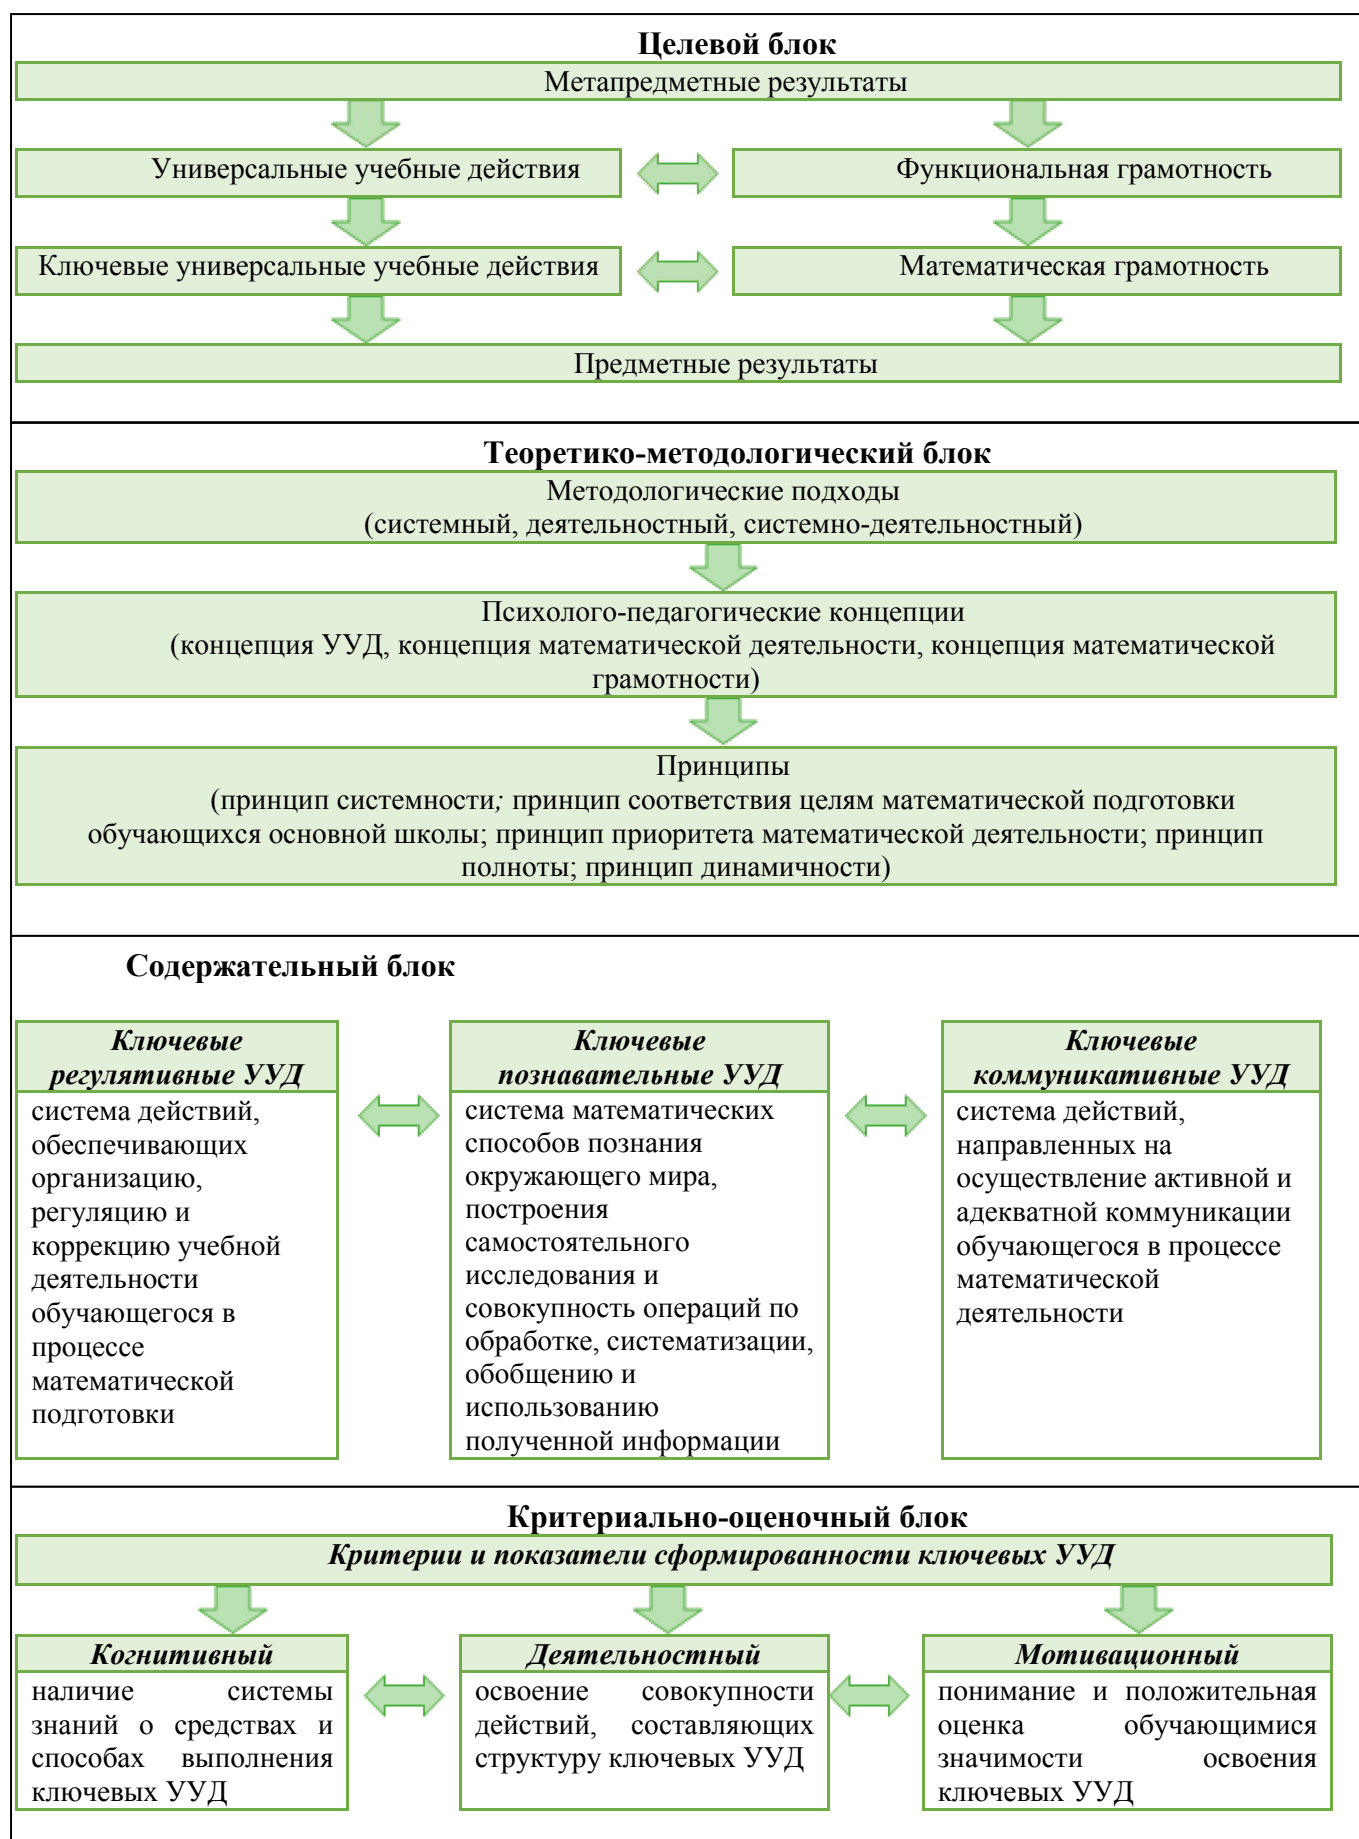 Целевой блок
Метапредметные результаты
Универсальные учебные действия
Функциональная грамотность
Ключевые универсальные учебные действия
Математическая грамотность
Предметные результаты
Теоретико-методологический блок
Методологические подходы
(системный, деятельностный, системно-деятельностный)
Психолого-педагогические концепции
(концепция УУД, концепция математической деятельности, концепция математической
грамотности)
Принципы
(принцип системности; принцип соответствия целям математической подготовки
обучающихся основной школы; принцип приоритета математической деятельности; принцип
полноты; принцип динамичности)
Содержательный блок
Ключевые
регулятивные УУД
система действий,
обеспечивающих
организацию,
регуляцию и
коррекцию учебной
деятельности
обучающегося в
процессе
математической
подготовки
Ключевые
познавательные УУД
система математических
способов познания
окружающего мира,
построения
самостоятельного
исследования и
совокупность операций по
обработке, систематизации,
обобщению и
использованию
полученной информации
Ключевые
коммуникативные УУД
система действий,
направленных на
осуществление активной и
адекватной коммуникации
обучающегося в процессе
математической
деятельности
Критериально-оценочный блок
Критерии и показатели сформированности ключевых УУД
Когнитивный
наличие системы
знаний о средствах и
способах выполнения
ключевых УУД
Деятельностный
освоение совокупности
действий, составляющих
структуру ключевых УУД
Мотивационный
понимание и положительная
оценка обучающимися
значимости освоения
ключевых УУД